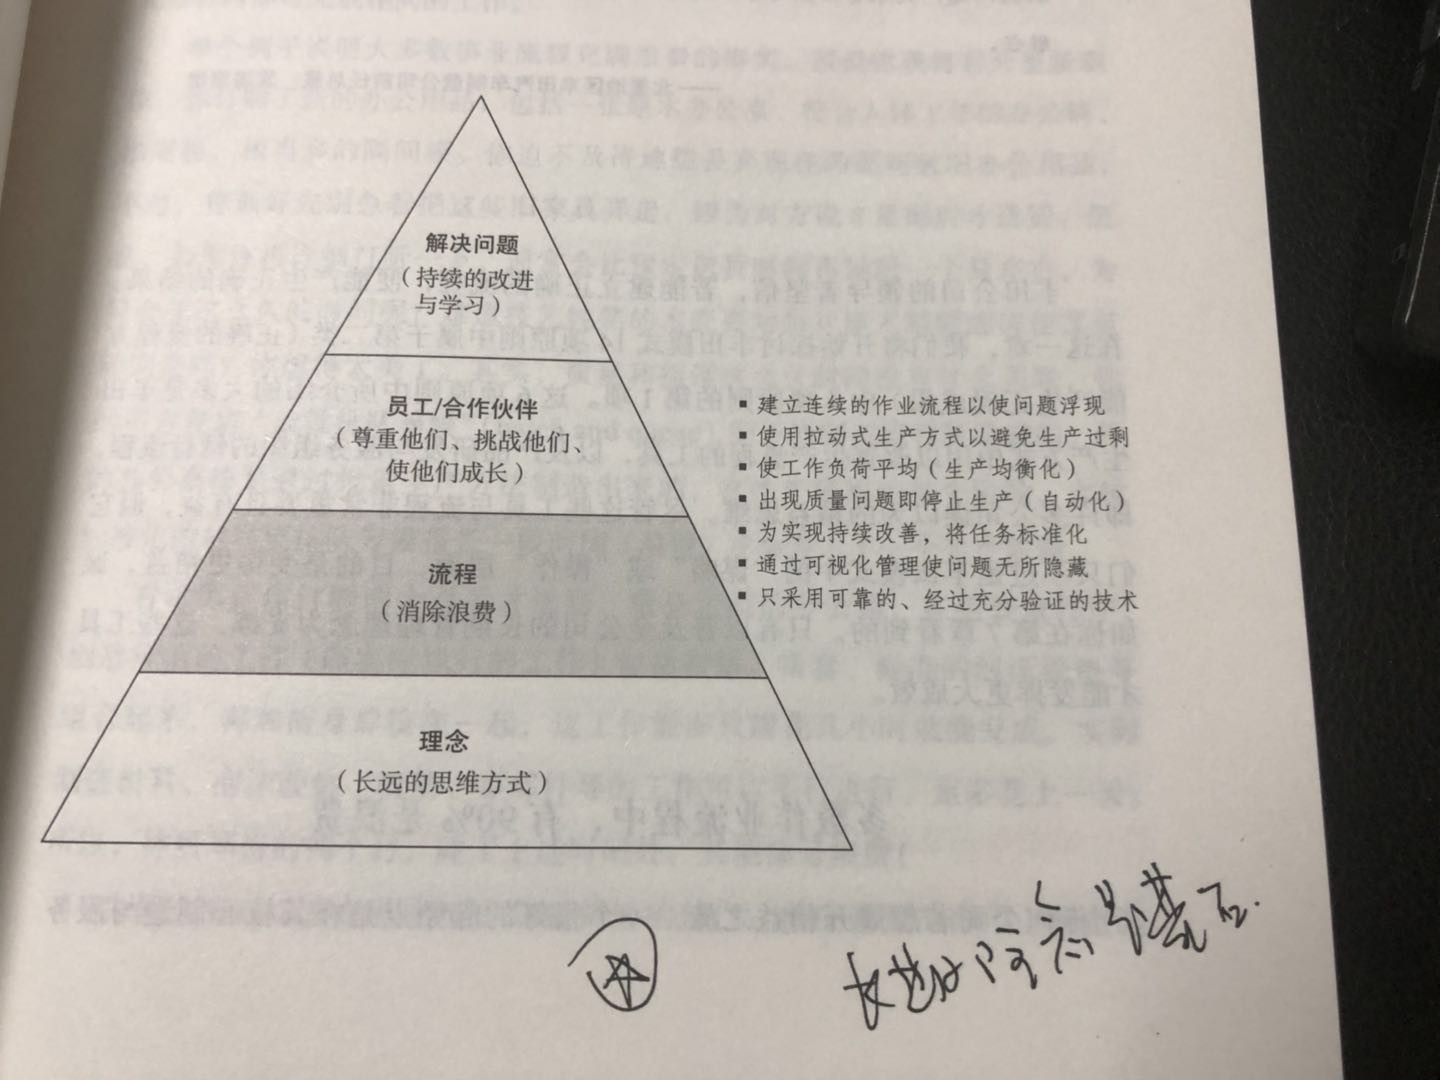 解决问题
（持续的改进
与学习）
员工/合作伙伴
（尊重他们、挑战他们、
使他们成长）
流程
（消除浪费）
理念
（长远的思维方式）
▪ 建立连续的作业流程以使问题浮现
▪ 使用拉动式生产方式以避免生产过剩
▪ 使工作负荷平均（生产均衡化）
▪ 出现质量问题即停止生产（自动化）
▪ 为实现持续改善，将任务标准化
▪ 通过可视化管理使问题无所隐藏
▪ 只采用可靠的、经过充分验证的技术